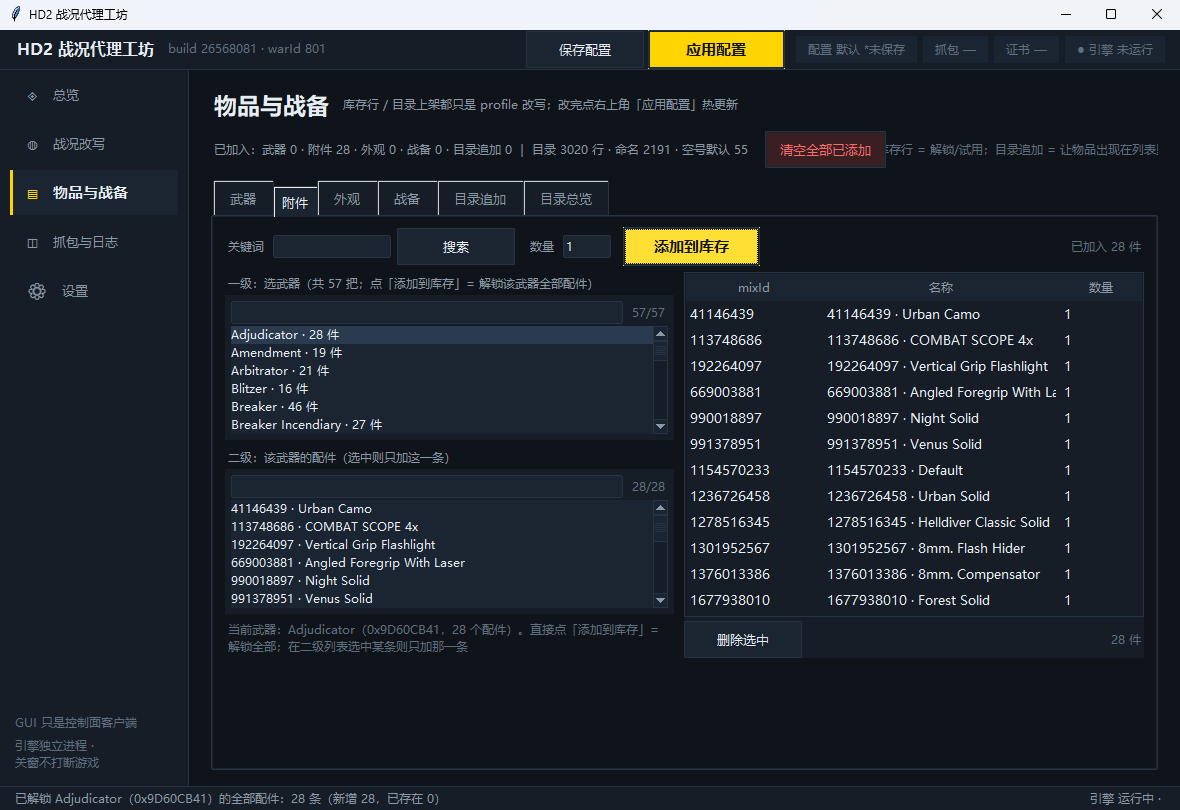 HD2 战况代理工坊
HD2 战况代理工坊 build 26568081 · warId 801 保存配置 应用配置 配置 默认 *未保存 抓包 — 证书 — ● 引擎 未运行
总览
战况改写
物品与战备
抓包与日志
设置
GUI 只是控制面客户端
引擎独立进程 ·
关窗不打断游戏
物品与战备 库存行 / 目录上架都只是 profile 改写；改完点右上角「应用配置」热更新
已加入：武器 0 · 附件 28 · 外观 0 · 战备 0 · 目录追加 0 | 目录 3020 行 · 命名 2191 · 空号默认 55 清空全部已添加 存行 = 解锁/试用；目录追加 = 让物品出现在列表
武器 附件 外观 战备 目录追加 目录总览
关键词 搜索 数量 1 添加到库存 已加入 28 件
一级：选武器（共 57 把；点「添加到库存」= 解锁该武器全部配件）
57/57
Adjudicator · 28 件
Amendment · 19 件
Arbitrator · 21 件
Blitzer · 16 件
Breaker · 46 件
Breaker Incendiary · 27 件
二级：该武器的配件（选中则只加这一条）
28/28
41146439 · Urban Camo
113748686 · COMBAT SCOPE 4x
192264097 · Vertical Grip Flashlight
669003881 · Angled Foregrip With Laser
990018897 · Night Solid
991378951 · Venus Solid
当前武器：Adjudicator（0x9D60CB41，28 个配件）。直接点「添加到库存」=
解锁全部；在二级列表选中某条则只加那一条
mixId 名称 数量
41146439 41146439 · Urban Camo 1
113748686 113748686 · COMBAT SCOPE 4x 1
192264097 192264097 · Vertical Grip Flashlight 1
669003881 669003881 · Angled Foregrip With La 1
990018897 990018897 · Night Solid 1
991378951 991378951 · Venus Solid 1
1154570233 1154570233 · Default 1
1236726458 1236726458 · Urban Solid 1
1278516345 1278516345 · Helldiver Classic Solid 1
1301952567 1301952567 · 8mm. Flash Hider 1
1376013386 1376013386 · 8mm. Compensator 1
1677938010 1677938010 · Forest Solid 1
删除选中 28 件
已解锁 Adjudicator（0x9D60CB41）的全部配件：28 条（新增 28，已存在 0） 引擎 运行中 ·